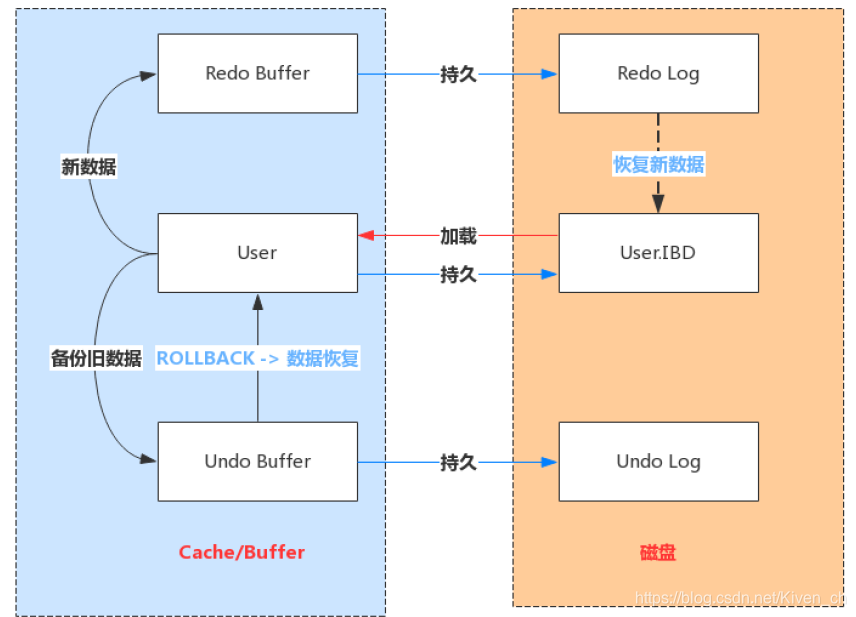 Redo Buffer
持久
Redo Log
新数据
恢复新数据
User
加载
持久
User.IBD
备份旧数据
ROLLBACK -> 数据恢复
Undo Buffer
持久
Undo Log
Cache/Buffer
磁盘
https://blog.csdn.net/Kiven_ch